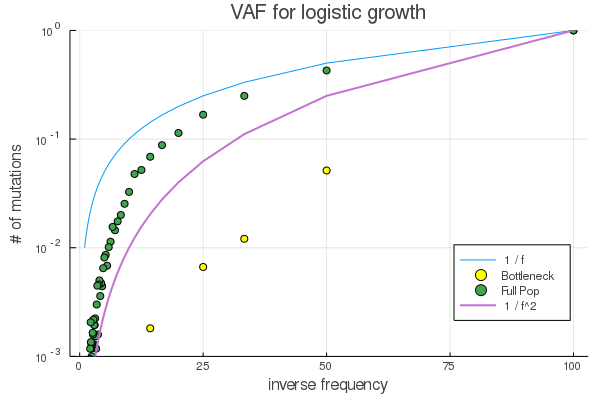 VAF for logistic growth
# of mutations
10^0
10^-1
10^-2
10^-3
0
25
50
75
100
inverse frequency
1 / f
Bottleneck
Full Pop
1 / f^2